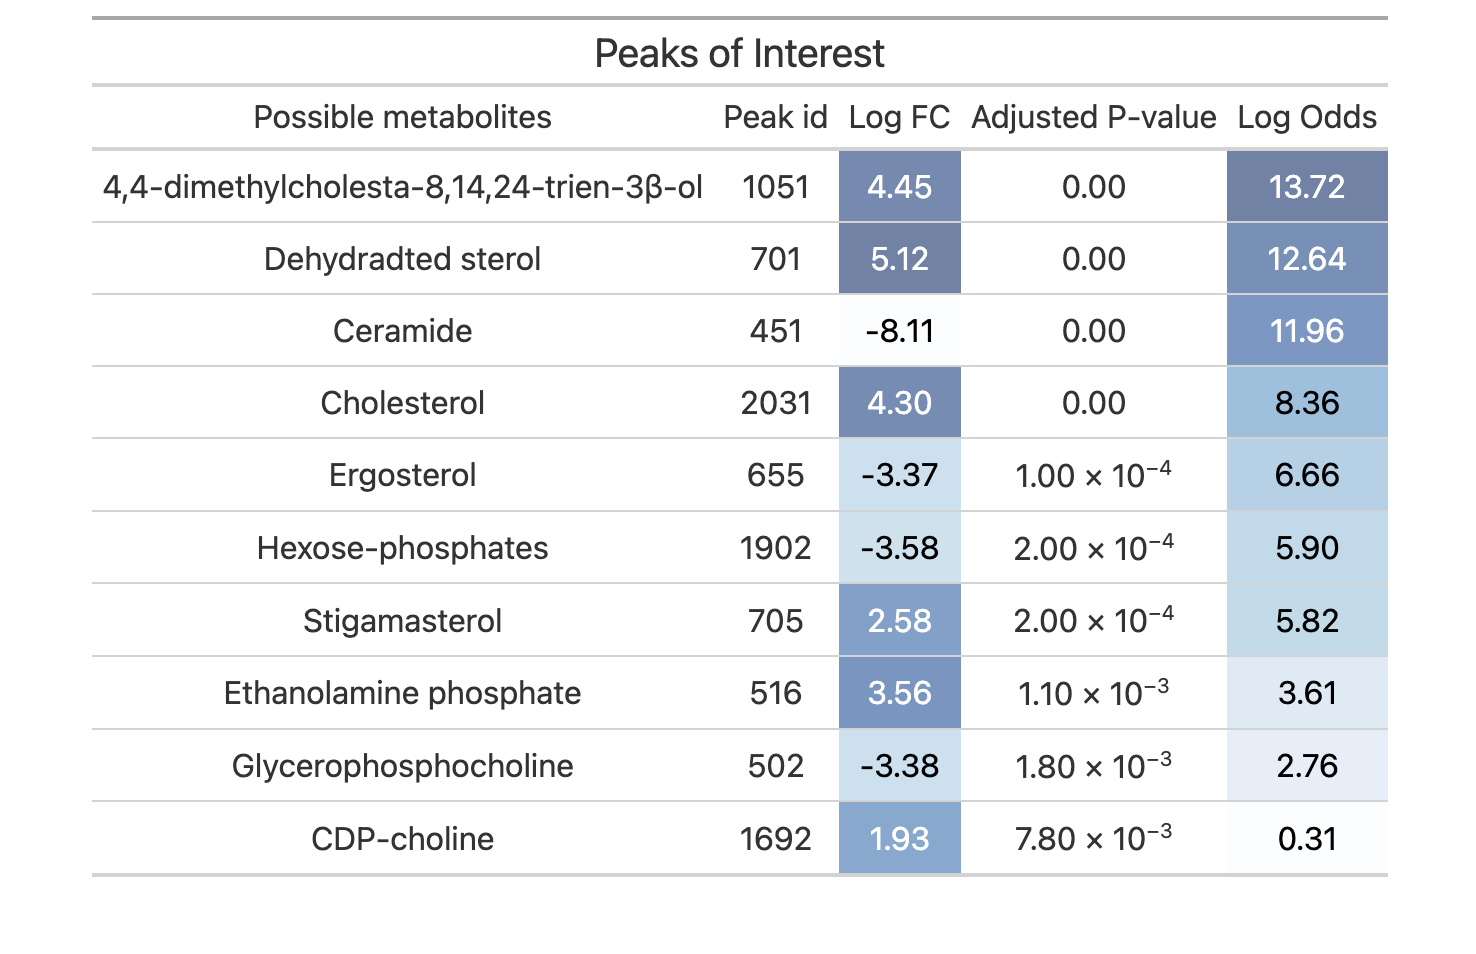 Peaks of Interest
Possible metabolites Peak id Log FC Adjusted P-value Log Odds
4,4-dimethylcholesta-8,14,24-trien-3β-ol 1051 4.45 0.00 13.72
Dehydradted sterol 701 5.12 0.00 12.64
Ceramide 451 -8.11 0.00 11.96
Cholesterol 2031 4.30 0.00 8.36
Ergosterol 655 -3.37 1.00 × 10⁻⁴ 6.66
Hexose-phosphates 1902 -3.58 2.00 × 10⁻⁴ 5.90
Stigamasterol 705 2.58 2.00 × 10⁻⁴ 5.82
Ethanolamine phosphate 516 3.56 1.10 × 10⁻³ 3.61
Glycerophosphocholine 502 -3.38 1.80 × 10⁻³ 2.76
CDP-choline 1692 1.93 7.80 × 10⁻³ 0.31